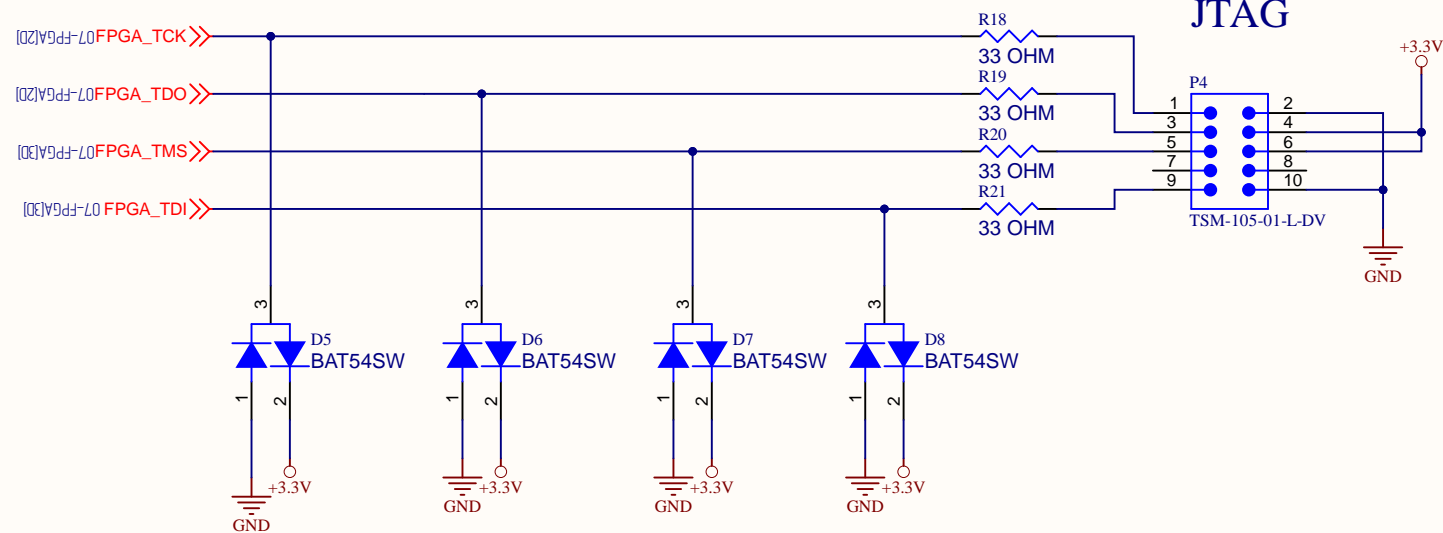 JTAG
R18
07-FPGA[2D] FPGA_TCK
+3.3V
33 OHM
R19
P4
07-FPGA[2D] FPGA_TDO
1 2
33 OHM
3 4
R20
07-FPGA[3D] FPGA_TMS
5 6
33 OHM
7 8
R21
9 10
07-FPGA[3D] FPGA_TDI
TSM-105-01-L-DV
33 OHM
GND
3 3 3 3
D5 D6 D7 D8
BAT54SW BAT54SW BAT54SW BAT54SW
1 2 1 2 1 2 1 2
+3.3V +3.3V +3.3V +3.3V
GND GND GND GND